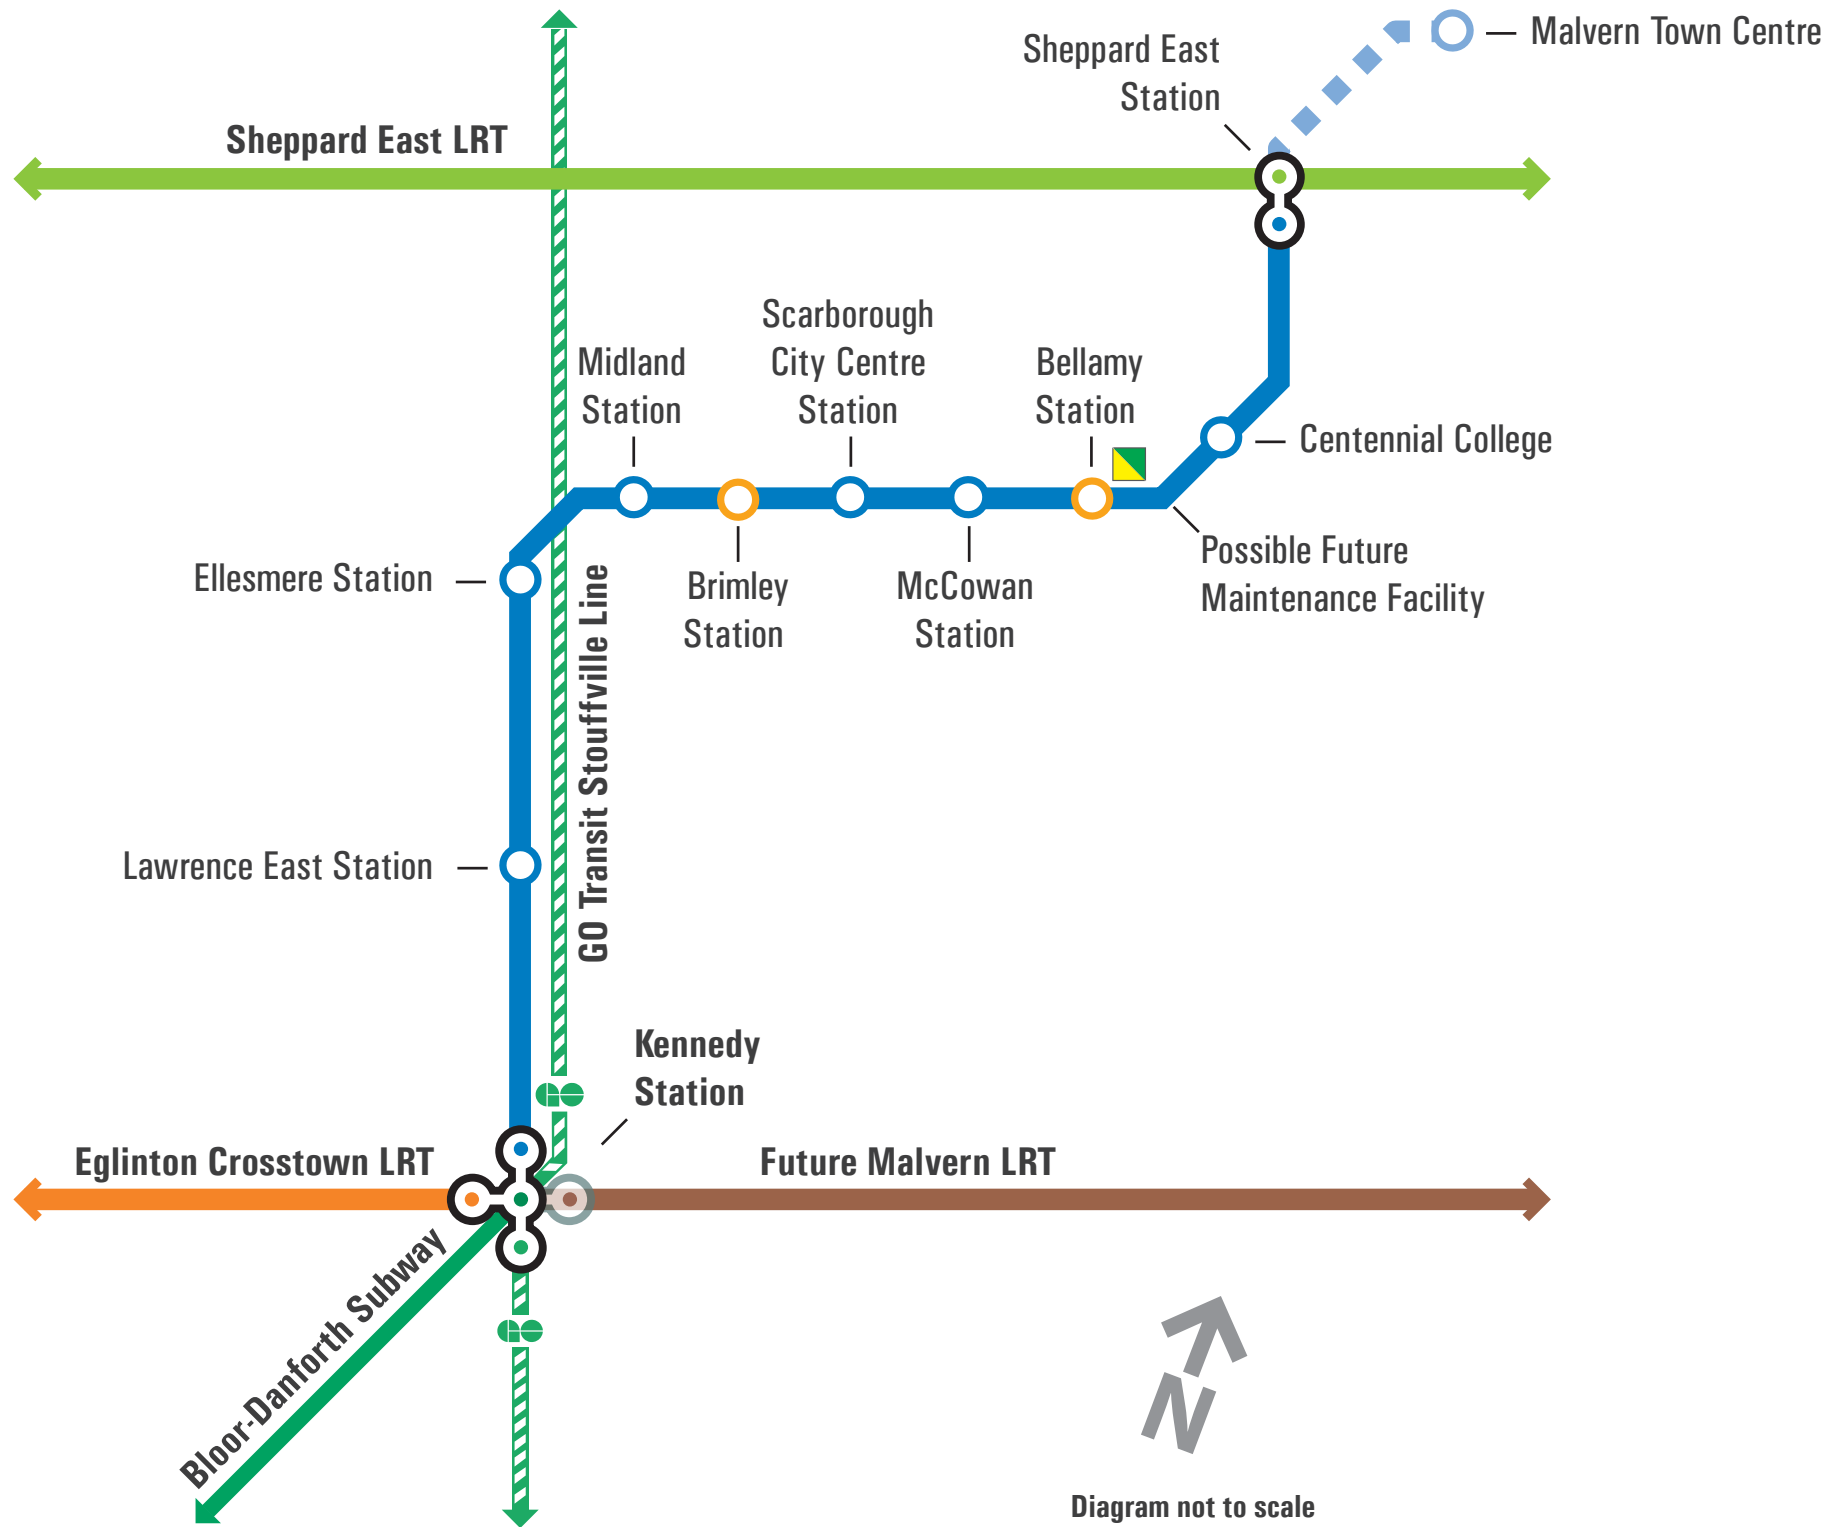 Malvern Town Centre
Sheppard East
Station
Sheppard East LRT
Scarborough
City Centre
Station
Midland
Station
Bellamy
Station
Centennial College
Possible Future
Maintenance Facility
Ellesmere Station
Brimley
Station
McCowan
Station
GO Transit Stouffville Line
Lawrence East Station
Kennedy
Station
Eglinton Crosstown LRT
Future Malvern LRT
Bloor-Danforth Subway
N
Diagram not to scale